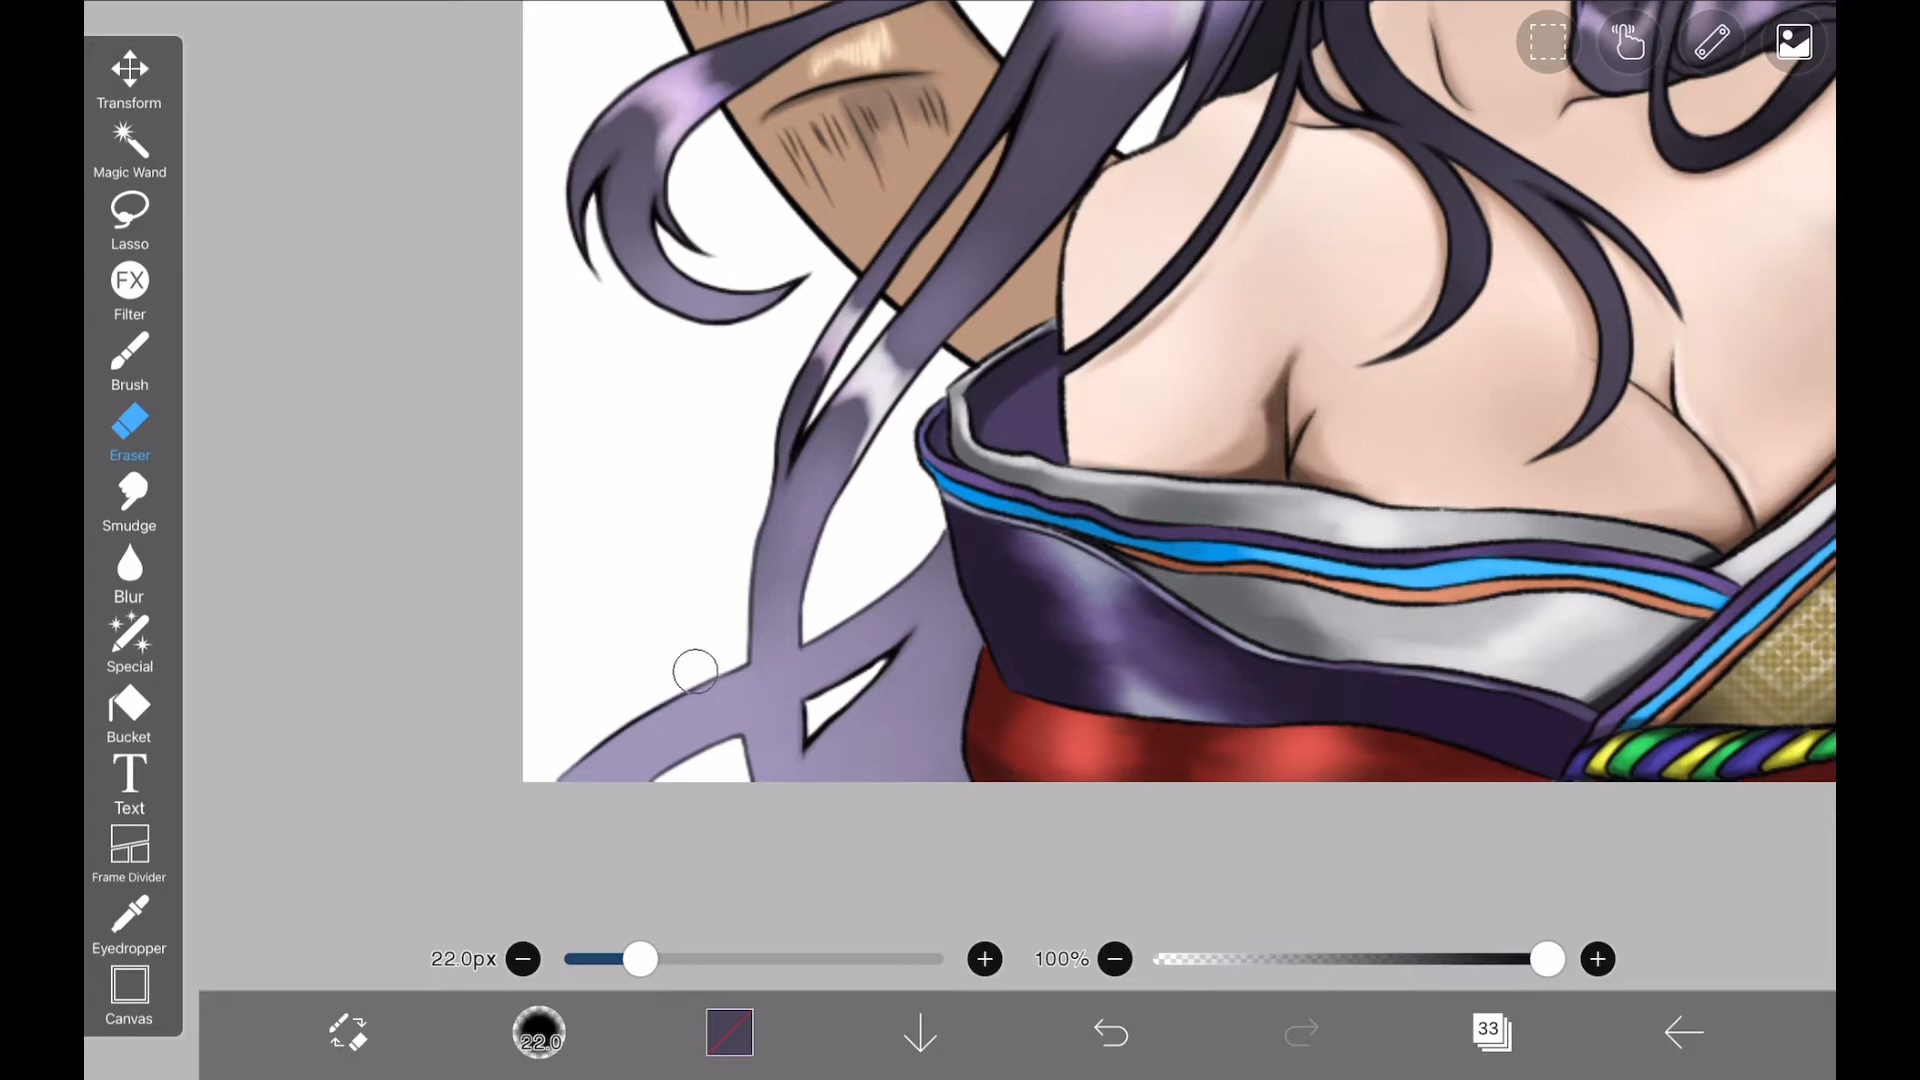 Transform
Magic Wand
Lasso
FX
Filter
Brush
Eraser
Smudge
Blur
Special
Bucket
T
Text
Frame Divider
Eyedropper
Canvas
22.0px
100%
22.0
33